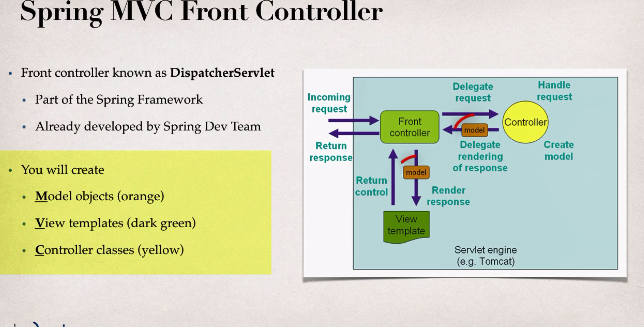 Spring MVC Front Controller
• Front controller known as DispatcherServlet
• Part of the Spring Framework
• Already developed by Spring Dev Team
• You will create
• Model objects (orange)
• View templates (dark green)
• Controller classes (yellow)
Incoming
request
Return
response
Front
controller
Delegate
request
Handle
request
Controller
model
Delegate
rendering
of response
Create
model
model
Return
control
Render
response
View
template
Servlet engine
(e.g. Tomcat)